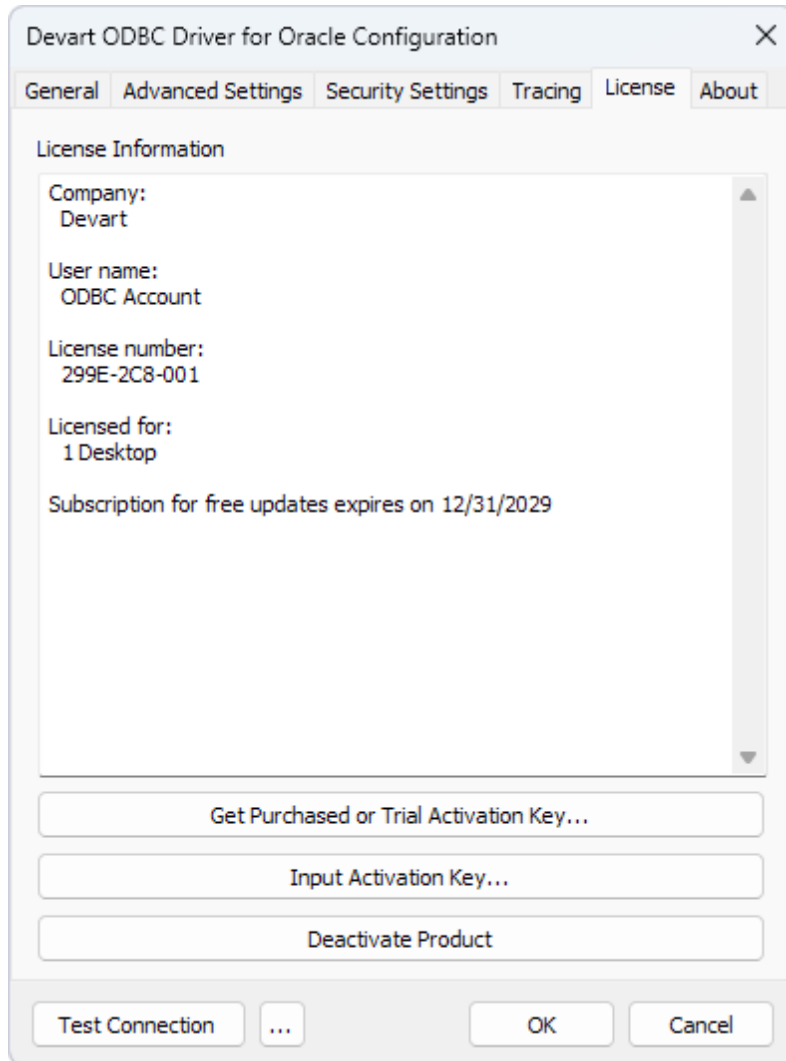 Devart ODBC Driver for Oracle Configuration
General Advanced Settings Security Settings Tracing License About
License Information
Company:
Devart
User name:
ODBC Account
License number:
299E-2C8-001
Licensed for:
1 Desktop
Subscription for free updates expires on 12/31/2029
Get Purchased or Trial Activation Key...
Input Activation Key...
Deactivate Product
Test Connection ... OK Cancel